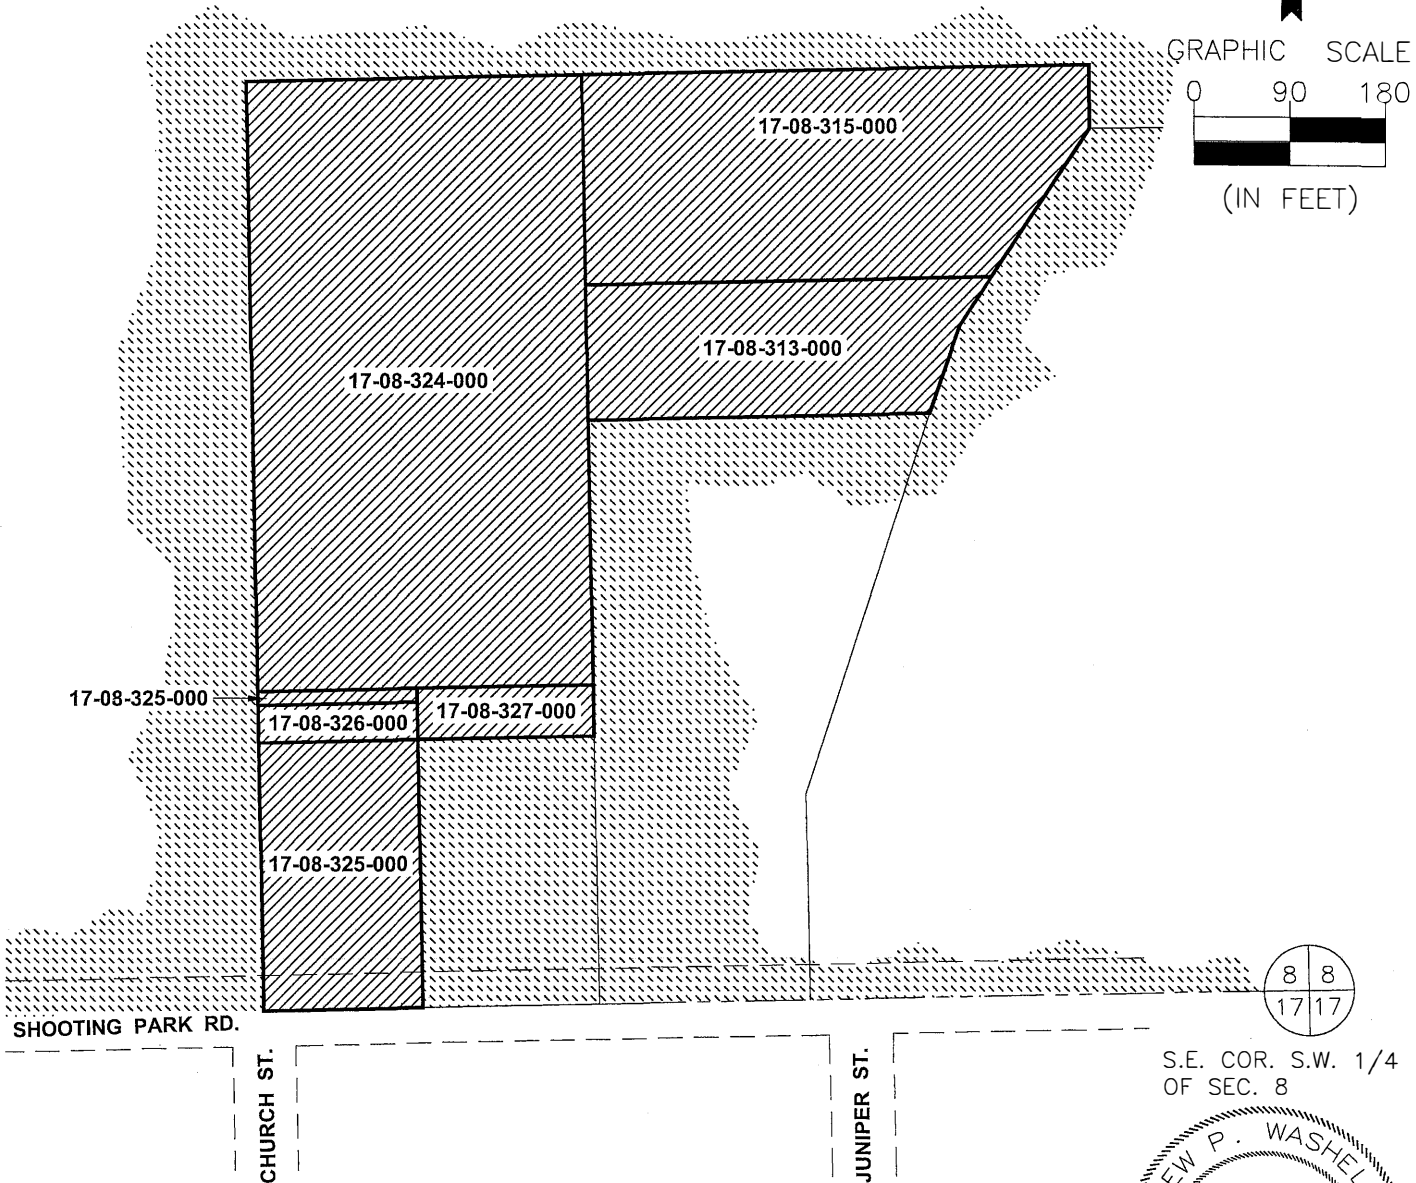 GRAPHIC SCALE
0 90 180
(IN FEET)
17-08-315-000
17-08-313-000
17-08-324-000
17-08-325-000
17-08-326-000
17-08-327-000
17-08-325-000
8 8
17 17
SHOOTING PARK RD.
S.E. COR. S.W. 1/4
OF SEC. 8
CHURCH ST.
JUNIPER ST.
P.